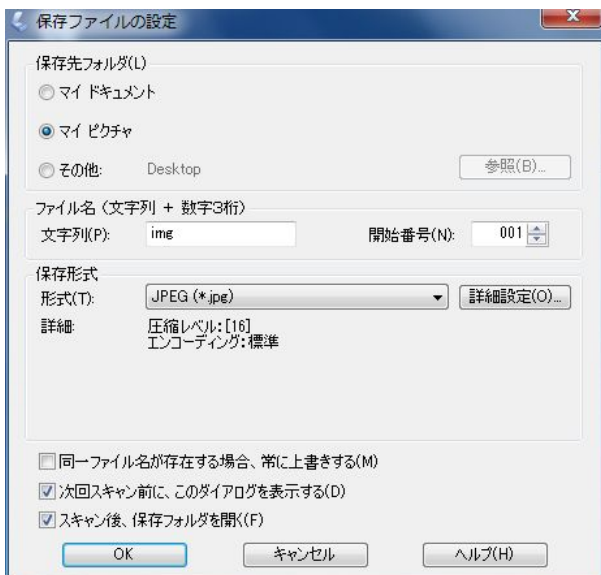 保存ファイルの設定
保存先フォルダ(L)
マイ ドキュメント
マイ ピクチャ
その他: Desktop 参照(B)...
ファイル名 (文字列 + 数字3桁)
文字列(P): img 開始番号(N): 001
保存形式
形式(T): JPEG (*.jpg) 詳細設定(O)...
詳細: 圧縮レベル:[16]
エンコーディング:標準
同一ファイル名が存在する場合、常に上書きする(M)
次回スキャン前に、このダイアログを表示する(D)
スキャン後、保存フォルダを開く(F)
OK キャンセル ヘルプ(H)